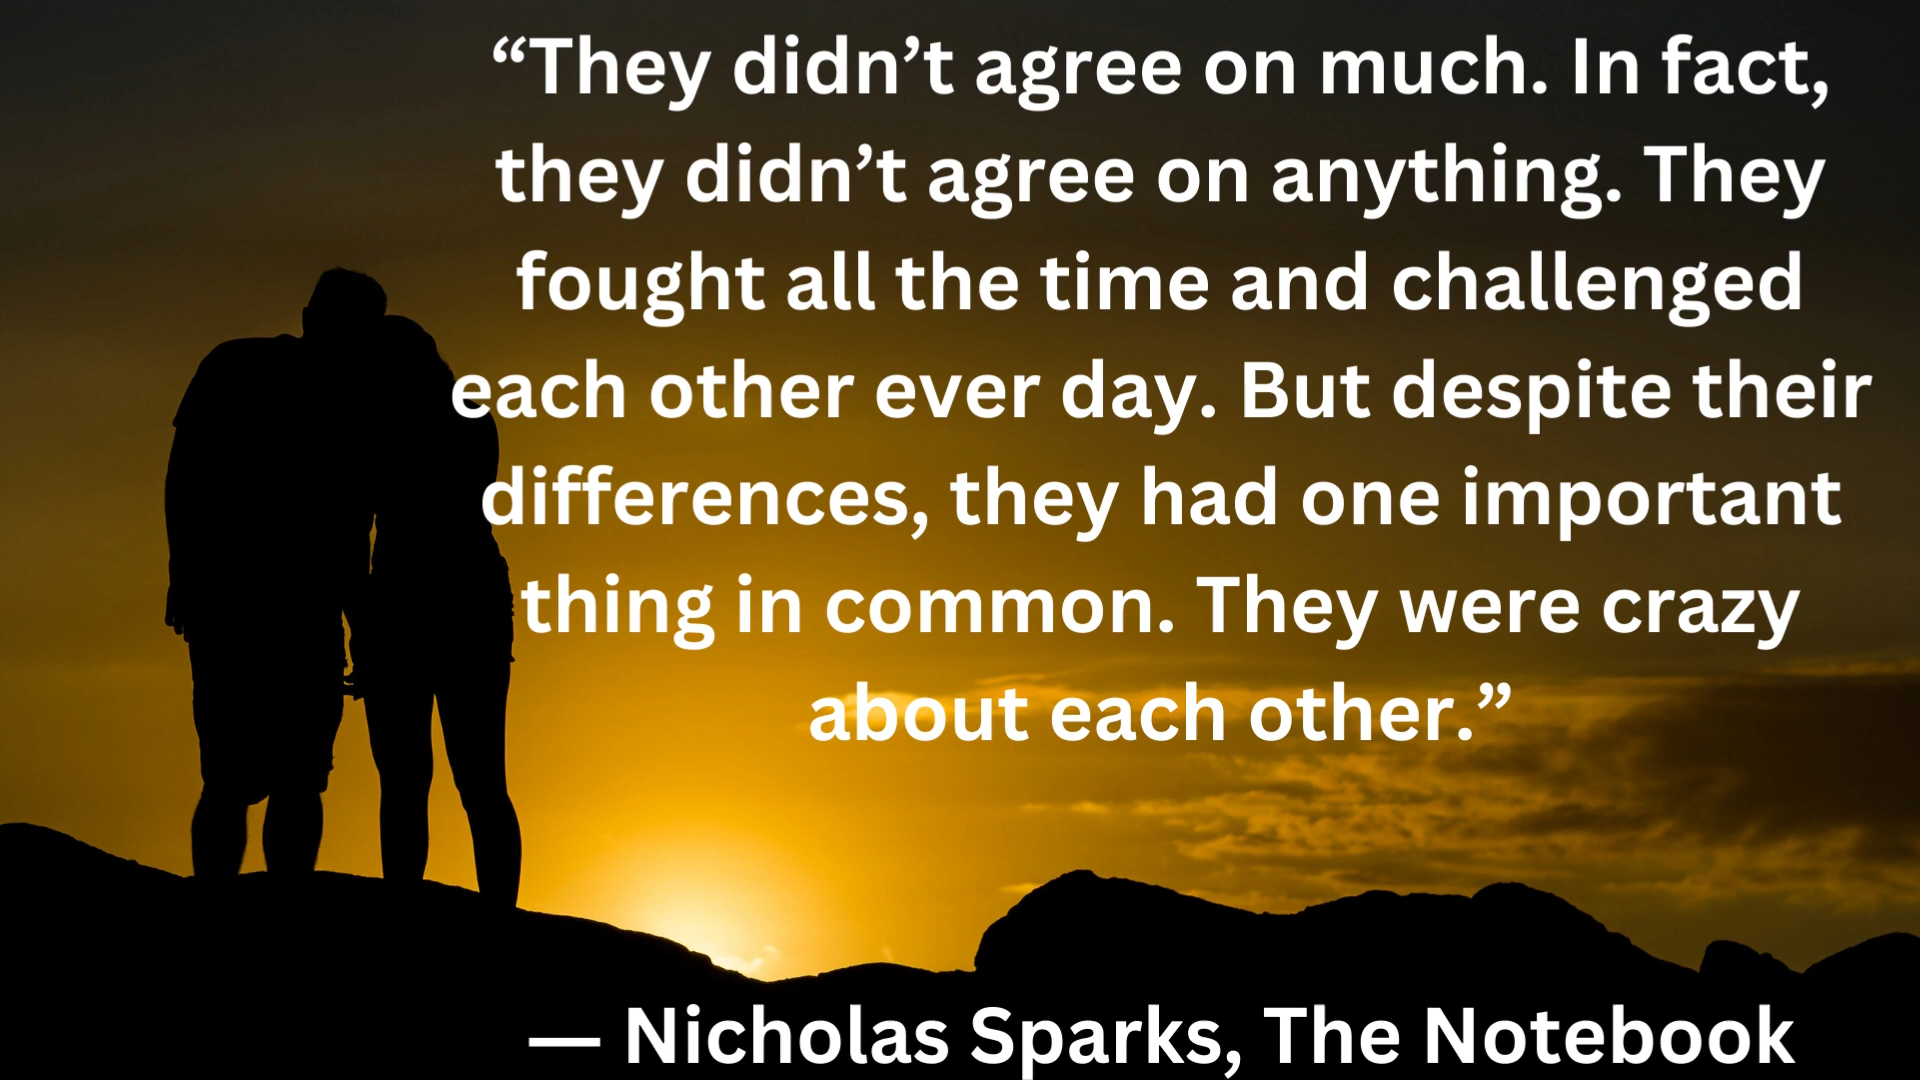 “They didn’t agree on much. In fact,
they didn’t agree on anything. They
fought all the time and challenged
each other ever day. But despite their
differences, they had one important
thing in common. They were crazy
about each other.”
— Nicholas Sparks, The Notebook